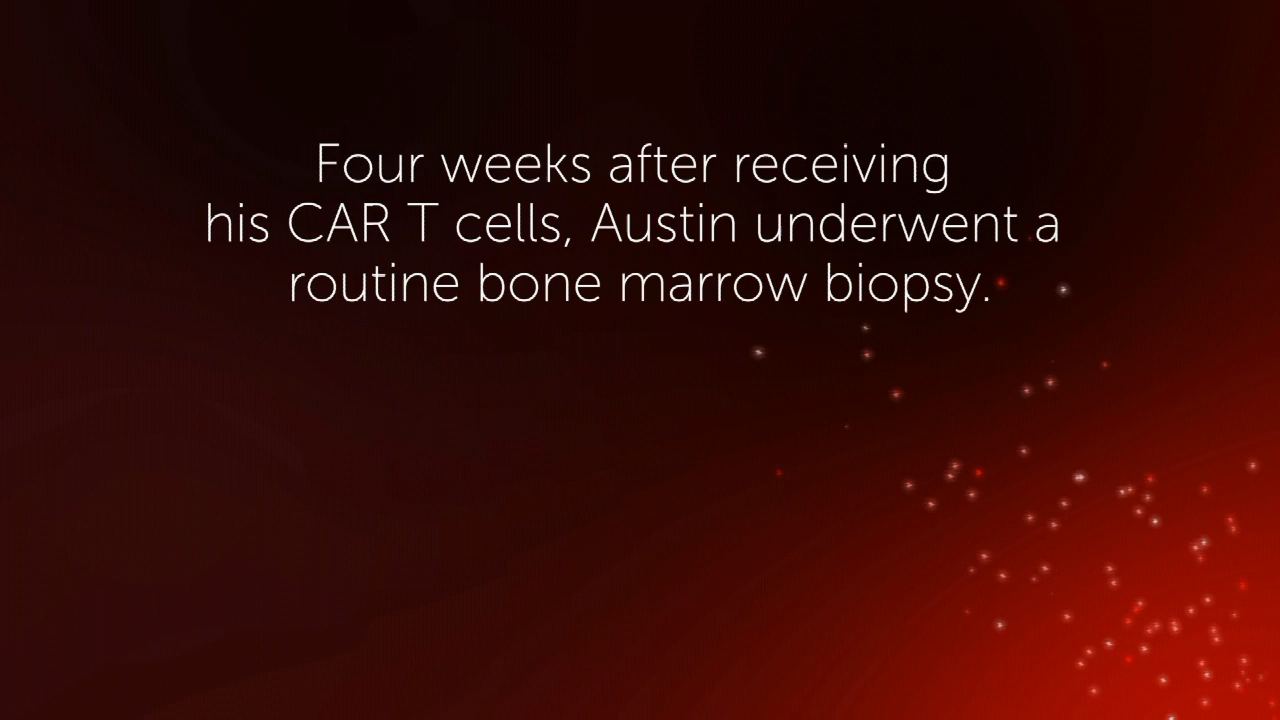 Four weeks after receiving
his CAR T cells, Austin underwent a
routine bone marrow biopsy.